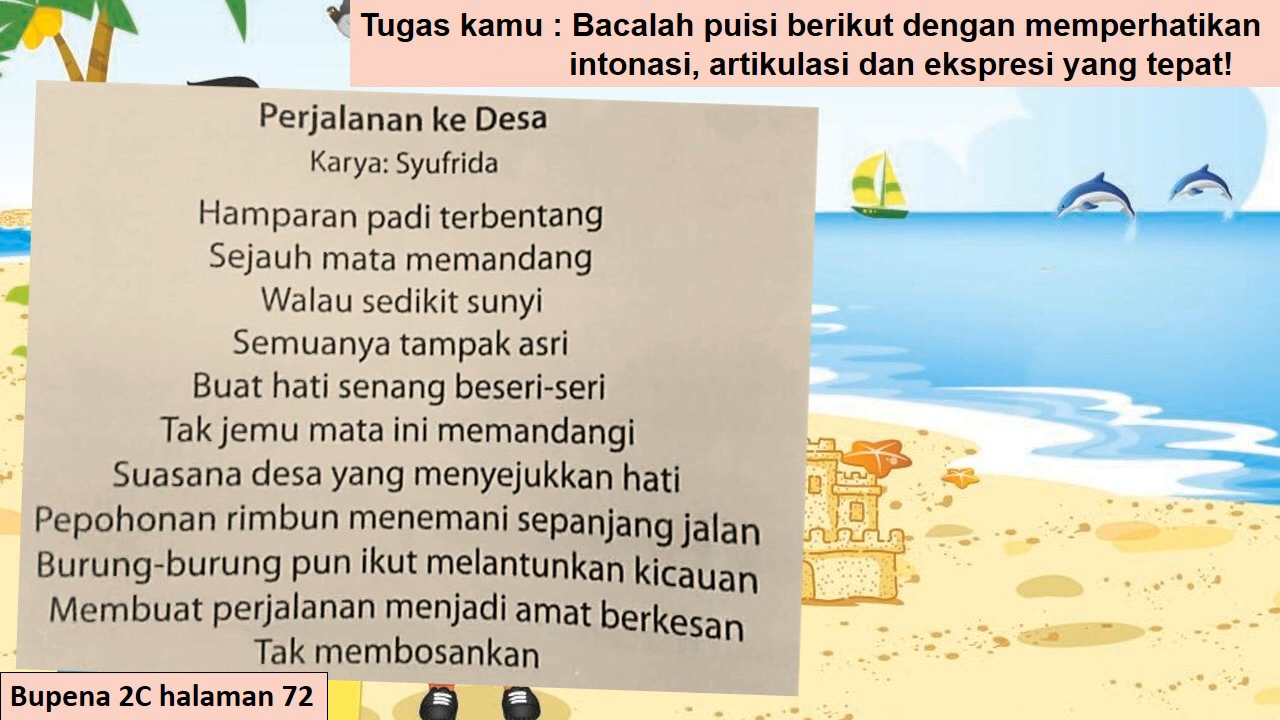 Tugas kamu : Bacalah puisi berikut dengan memperhatikan
intonasi, artikulasi dan ekspresi yang tepat!
Perjalanan ke Desa
Karya: Syufrida
Hamparan padi terbentang
Sejauh mata memandang
Walau sedikit sunyi
Semuanya tampak asri
Buat hati senang beseri-seri
Tak jemu mata ini memandangi
Suasana desa yang menyejukkan hati
Pepohonan rimbun menemani sepanjang jalan
Burung-burung pun ikut melantunkan kicauan
Membuat perjalanan menjadi amat berkesan
Tak membosankan
Bupena 2C halaman 72